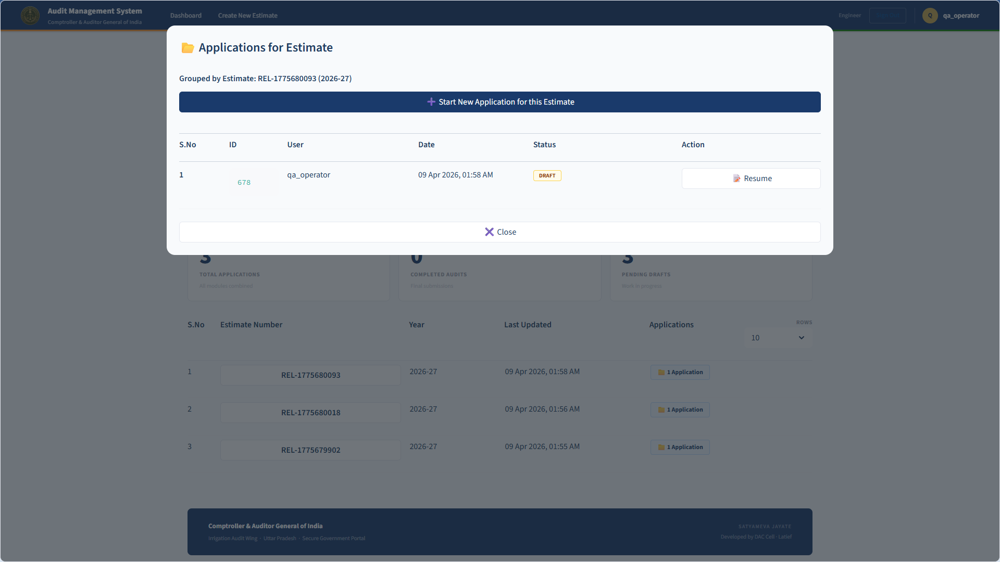 Audit Management System
Comptroller & Auditor General of India
Dashboard
Create New Estimate
Engineer
Q
qa_operator
Applications for Estimate
Grouped by Estimate: REL-1775680093 (2026-27)
Start New Application for this Estimate
S.No ID User Date Status Action
1 678 qa_operator 09 Apr 2026, 01:58 AM DRAFT Resume
Close
3 0 3
TOTAL APPLICATIONS COMPLETED AUDITS PENDING DRAFTS
All modules combined Final submissions Work in progress
S.No Estimate Number Year Last Updated Applications ROWS
10
1 REL-1775680093 2026-27 09 Apr 2026, 01:58 AM 1 Application
2 REL-1775680018 2026-27 09 Apr 2026, 01:56 AM 1 Application
3 REL-1775679902 2026-27 09 Apr 2026, 01:55 AM 1 Application
Comptroller & Auditor General of India
Irrigation Audit Wing · Uttar Pradesh · Secure Government Portal
SATYAMEVA JAYATE
Developed by DAC Cell · Latief